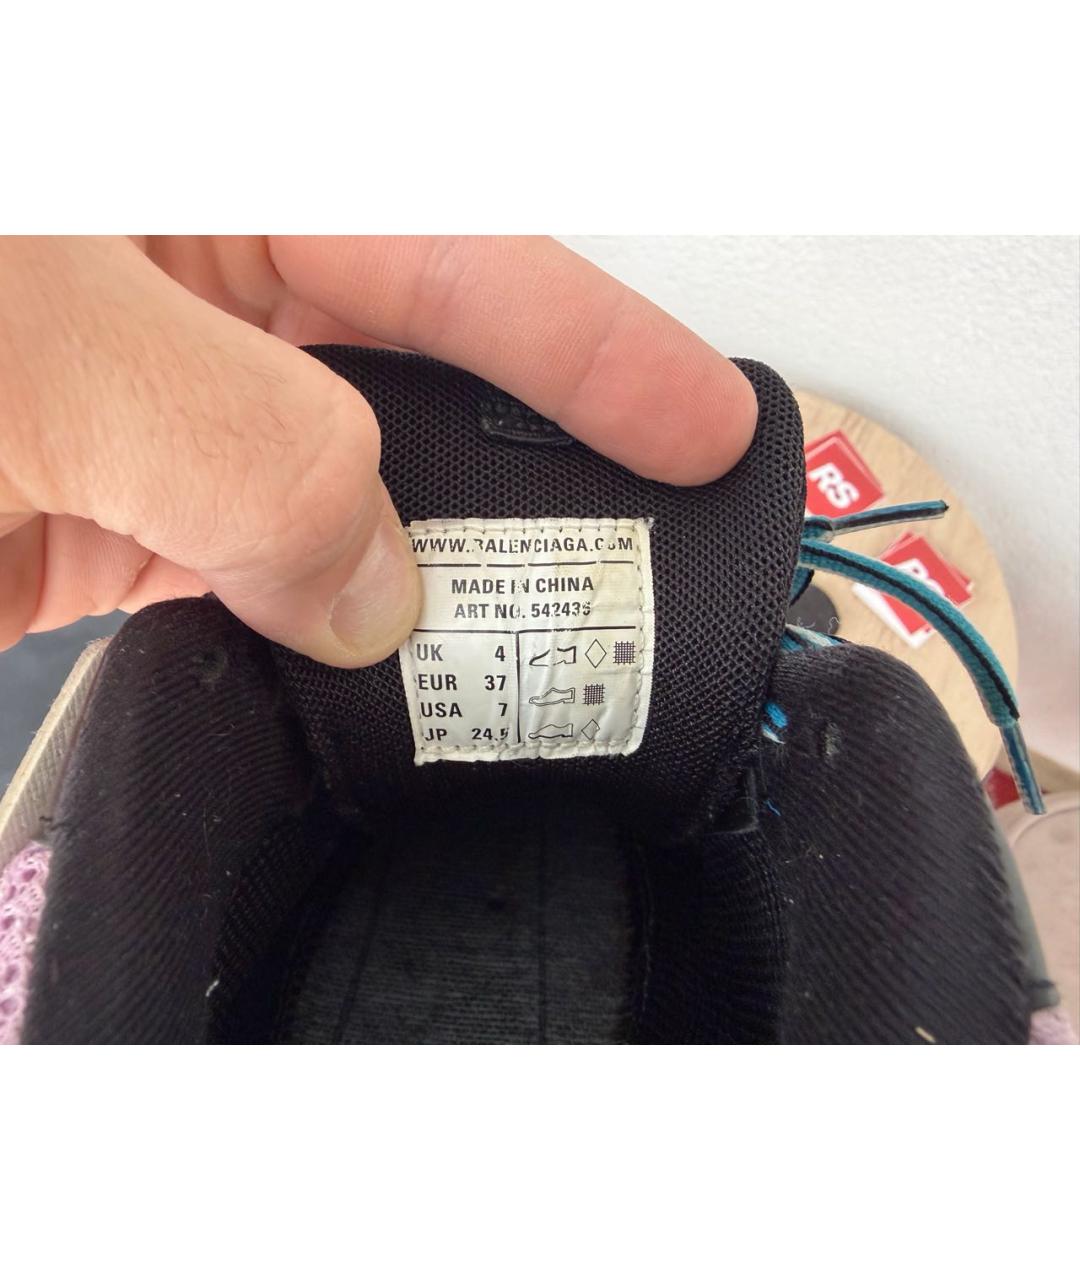 WWW.BALENCIAGA.COM
MADE IN CHINA
ART NO. 542436
UK 4
EUR 37
USA 7
JP 24.5
RS
RS